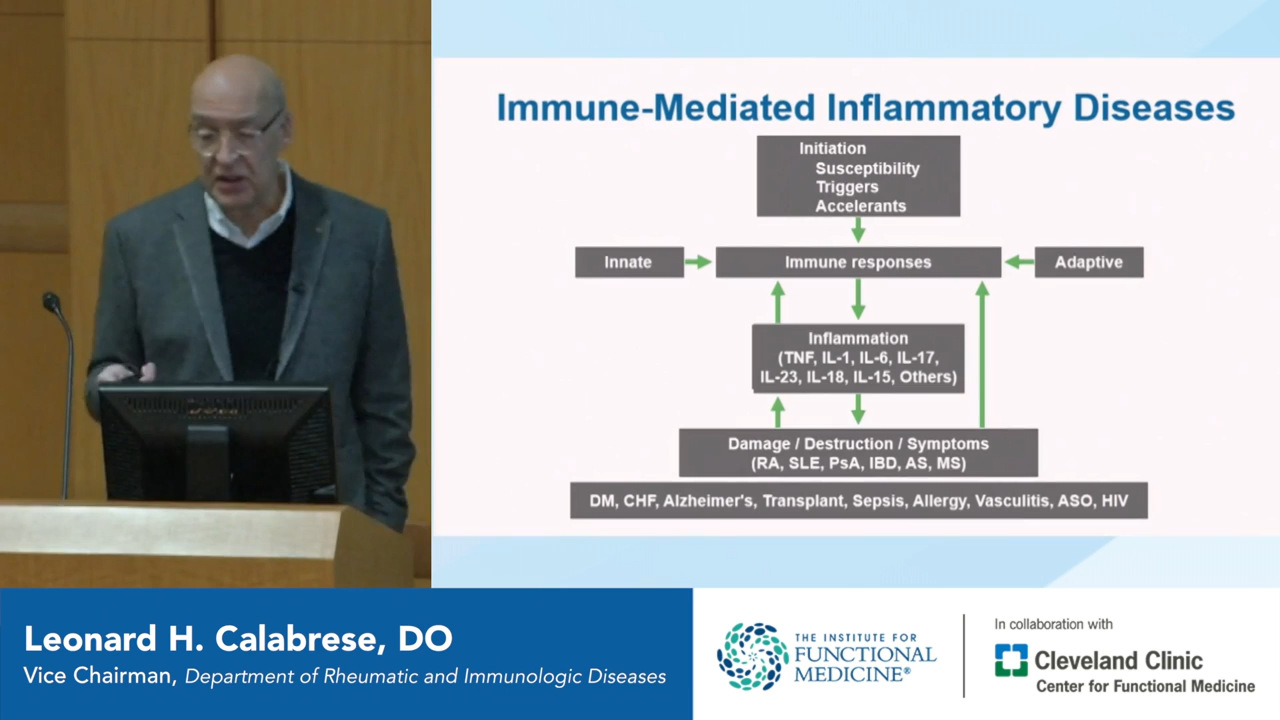 Immune-Mediated Inflammatory Diseases
Initiation
Susceptibility
Triggers
Accelerants
Innate
Immune responses
Adaptive
Inflammation
(TNF, IL-1, IL-6, IL-17,
IL-23, IL-18, IL-15, Others)
Damage / Destruction / Symptoms
(RA, SLE, PsA, IBD, AS, MS)
DM, CHF, Alzheimer's, Transplant, Sepsis, Allergy, Vasculitis, ASO, HIV
Leonard H. Calabrese, DO
Vice Chairman, Department of Rheumatic and Immunologic Diseases
THE INSTITUTE FOR
FUNCTIONAL
MEDICINE®
In collaboration with
Cleveland Clinic
Center for Functional Medicine